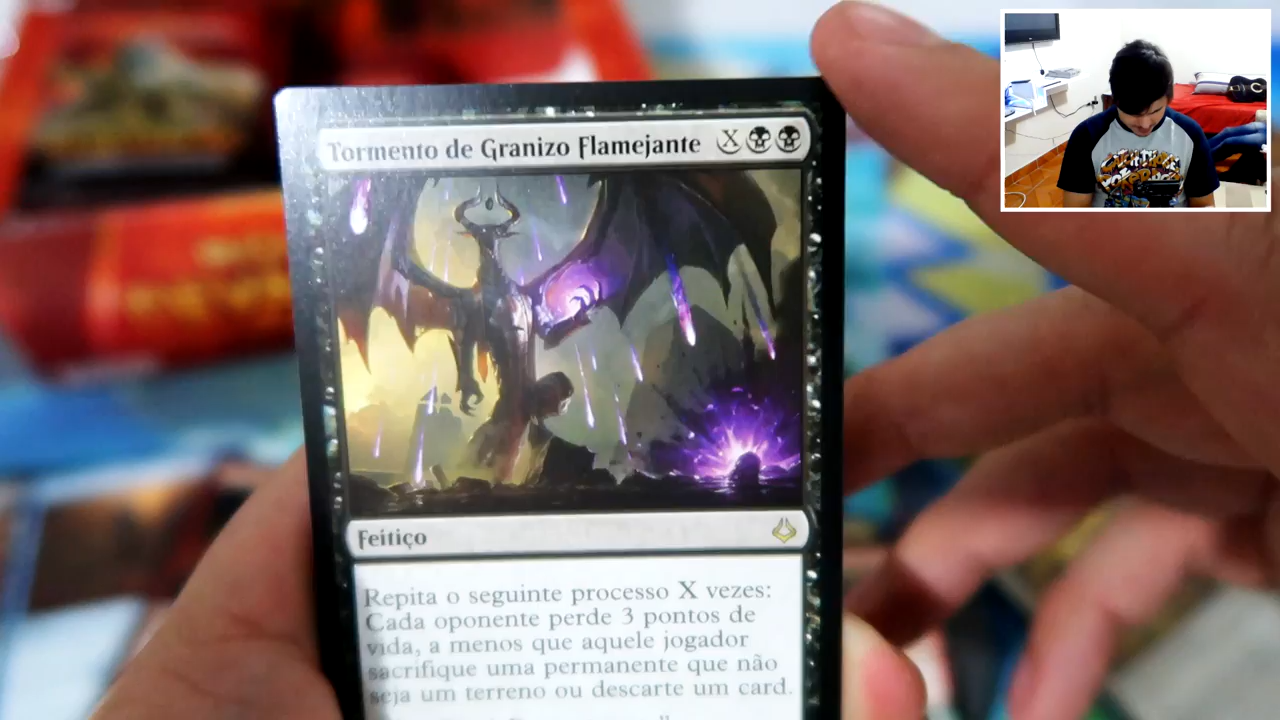 Tormento de Granizo Flamejante X
Feitiço
Repita o seguinte processo X vezes:
Cada oponente perde 3 pontos de
vida, a menos que aquele jogador
sacrifique uma permanente que não
seja um terreno ou descarte um card.